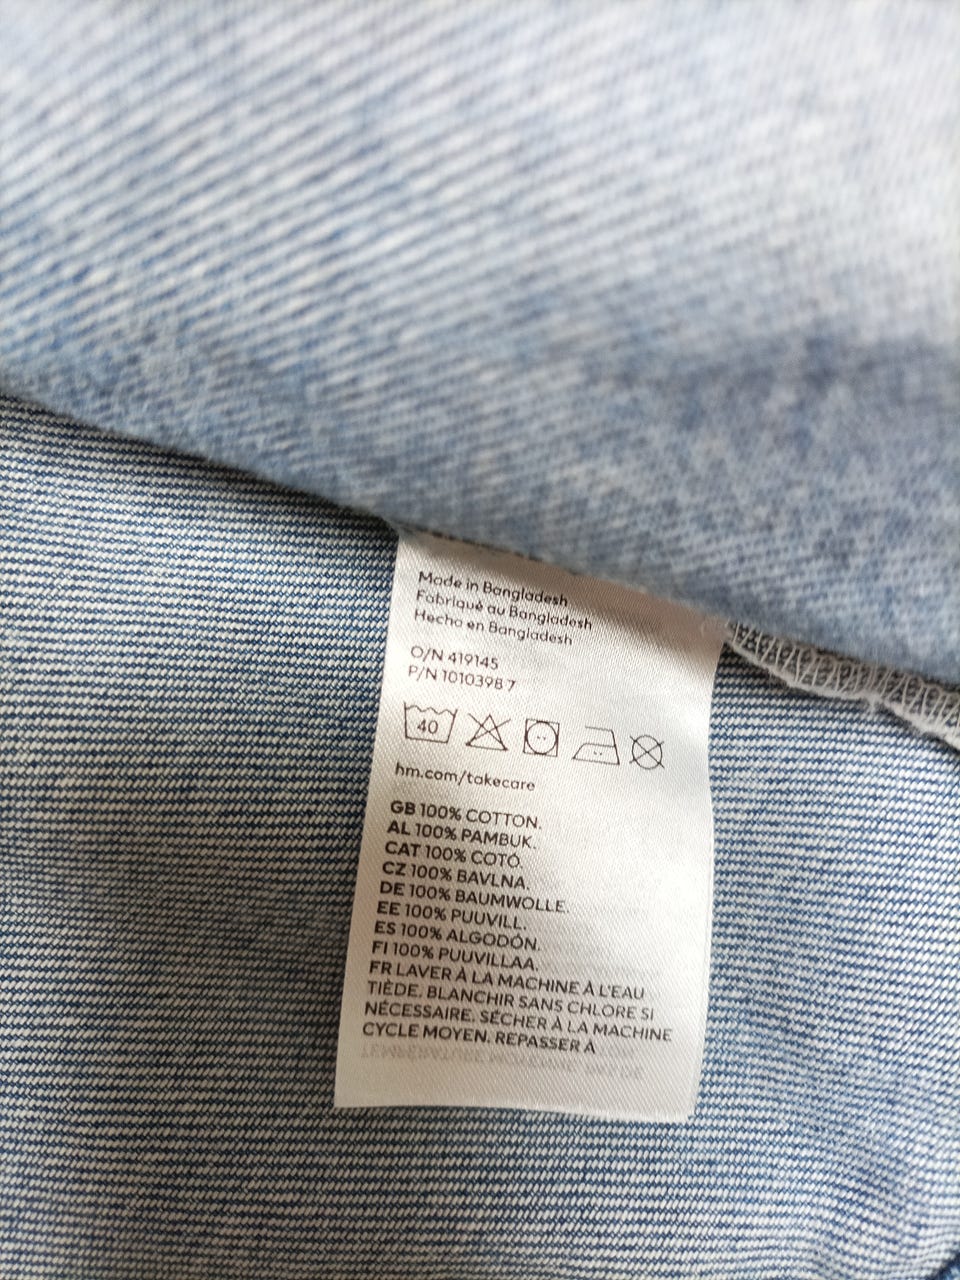 Made in Bangladesh
Fabriqué au Bangladesh
Hecho en Bangladesh
O/N 419145
P/N 1010398 7
40
hm.com/takecare
GB 100% COTTON.
AL 100% PAMBUK.
CAT 100% COTÓ.
CZ 100% BAVLNA.
DE 100% BAUMWOLLE.
EE 100% PUUVILL.
ES 100% ALGODÓN.
FI 100% PUUVILLAA.
FR LAVER À LA MACHINE À L'EAU
TIÈDE. BLANCHIR SANS CHLORE SI
NÉCESSAIRE. SÉCHER À LA MACHINE
CYCLE MOYEN. REPASSER À